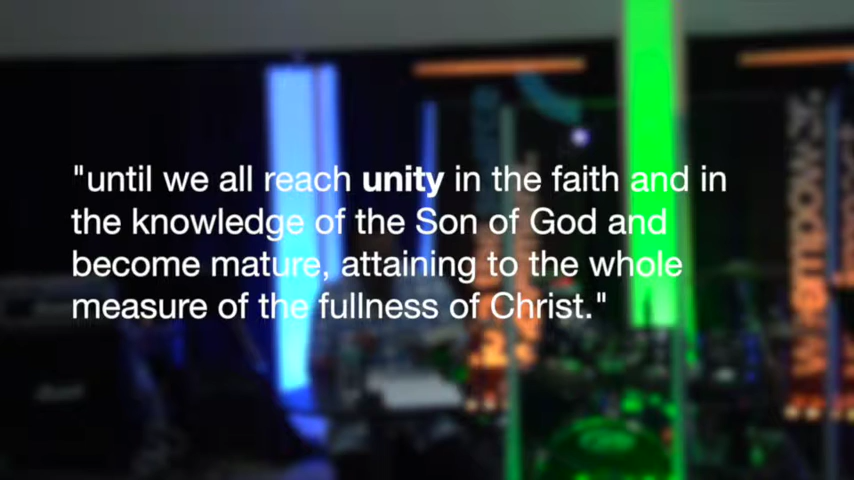 "until we all reach unity in the faith and in
the knowledge of the Son of God and
become mature, attaining to the whole
measure of the fullness of Christ."